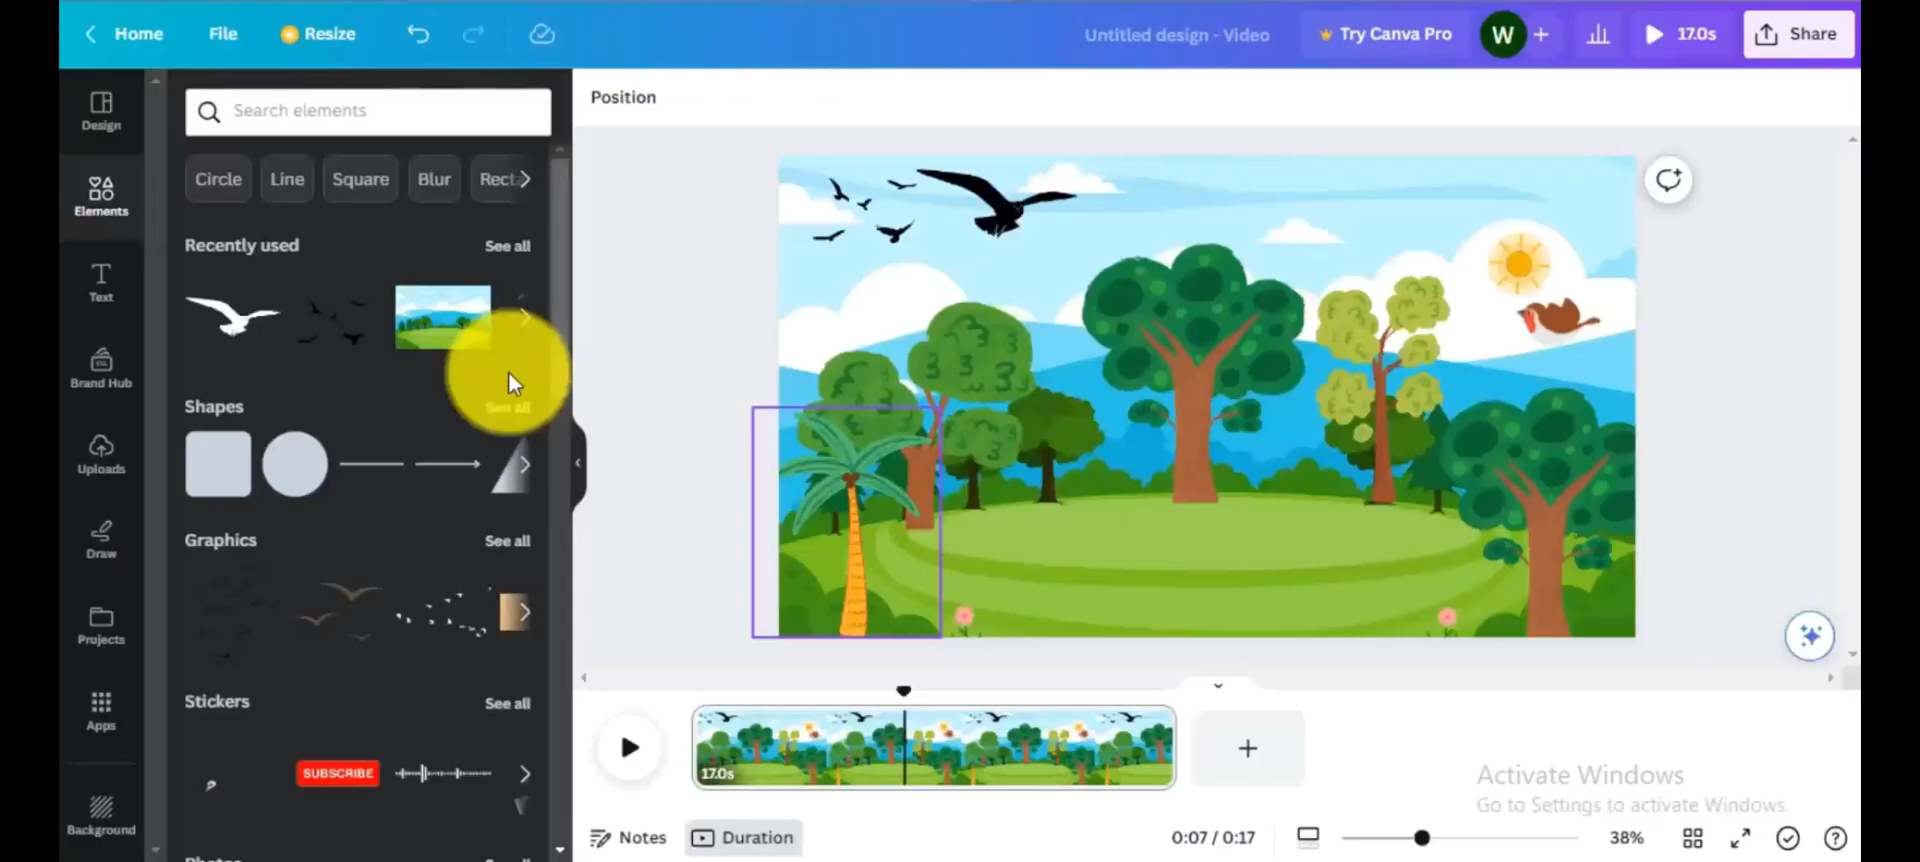 Home
File
Resize
Untitled design - Video
Try Canva Pro
W
17.0s
Share
Design
Elements
Text
Brand Hub
Uploads
Draw
Projects
Apps
Background
Search elements
Circle
Line
Square
Blur
Recta
Recently used
See all
Shapes
See all
Graphics
See all
Stickers
See all
SUBSCRIBE
Position
17.0s
Activate Windows
Go to Settings to activate Windows.
Notes
Duration
0:07 / 0:17
38%